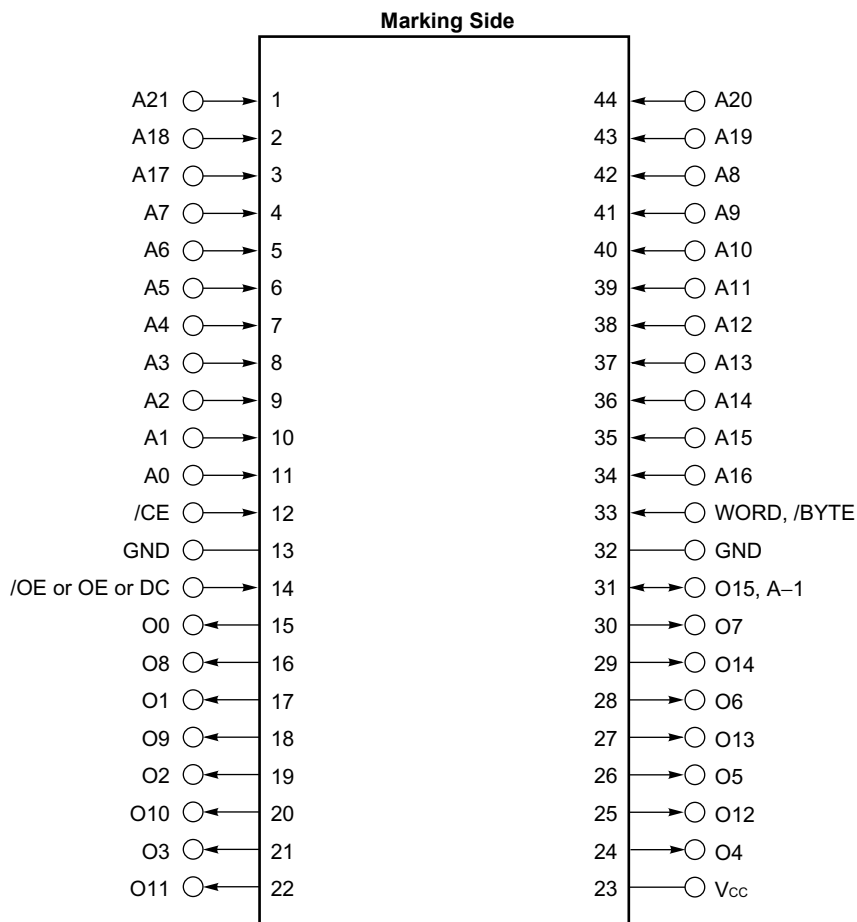 Marking Side
A21 1 44 A20
A18 2 43 A19
A17 3 42 A8
A7 4 41 A9
A6 5 40 A10
A5 6 39 A11
A4 7 38 A12
A3 8 37 A13
A2 9 36 A14
A1 10 35 A15
A0 11 34 A16
/CE 12 33 WORD, /BYTE
GND 13 32 GND
/OE or OE or DC 14 31 O15, A−1
O0 15 30 O7
O8 16 29 O14
O1 17 28 O6
O9 18 27 O13
O2 19 26 O5
O10 20 25 O12
O3 21 24 O4
O11 22 23 Vcc